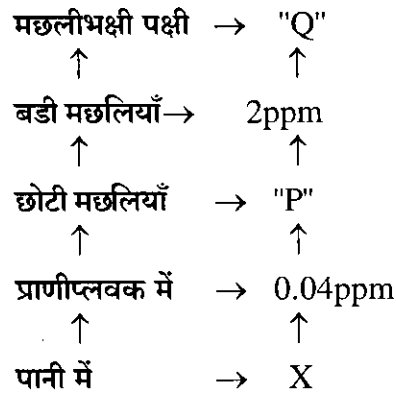 मछलीभक्षी पक्षी → "Q"
↑ ↑
बडी मछलियाँ→ 2ppm
↑ ↑
छोटी मछलियाँ → "P"
↑ ↑
प्राणीप्लवक में → 0.04ppm
↑ ↑
पानी में → X